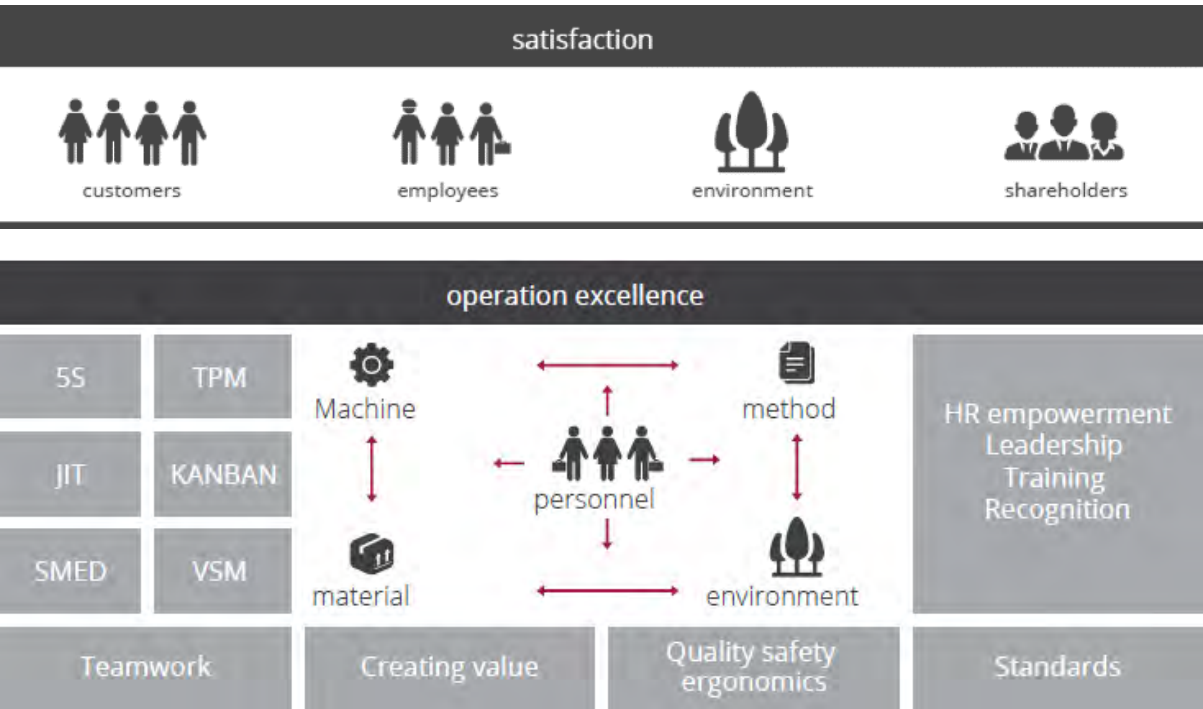 satisfaction
customers
employees
environment
shareholders
operation excellence
5S
TPM
JIT
KANBAN
SMED
VSM
Machine
method
personnel
material
environment
HR empowerment
Leadership
Training
Recognition
Teamwork
Creating value
Quality safety
ergonomics
Standards